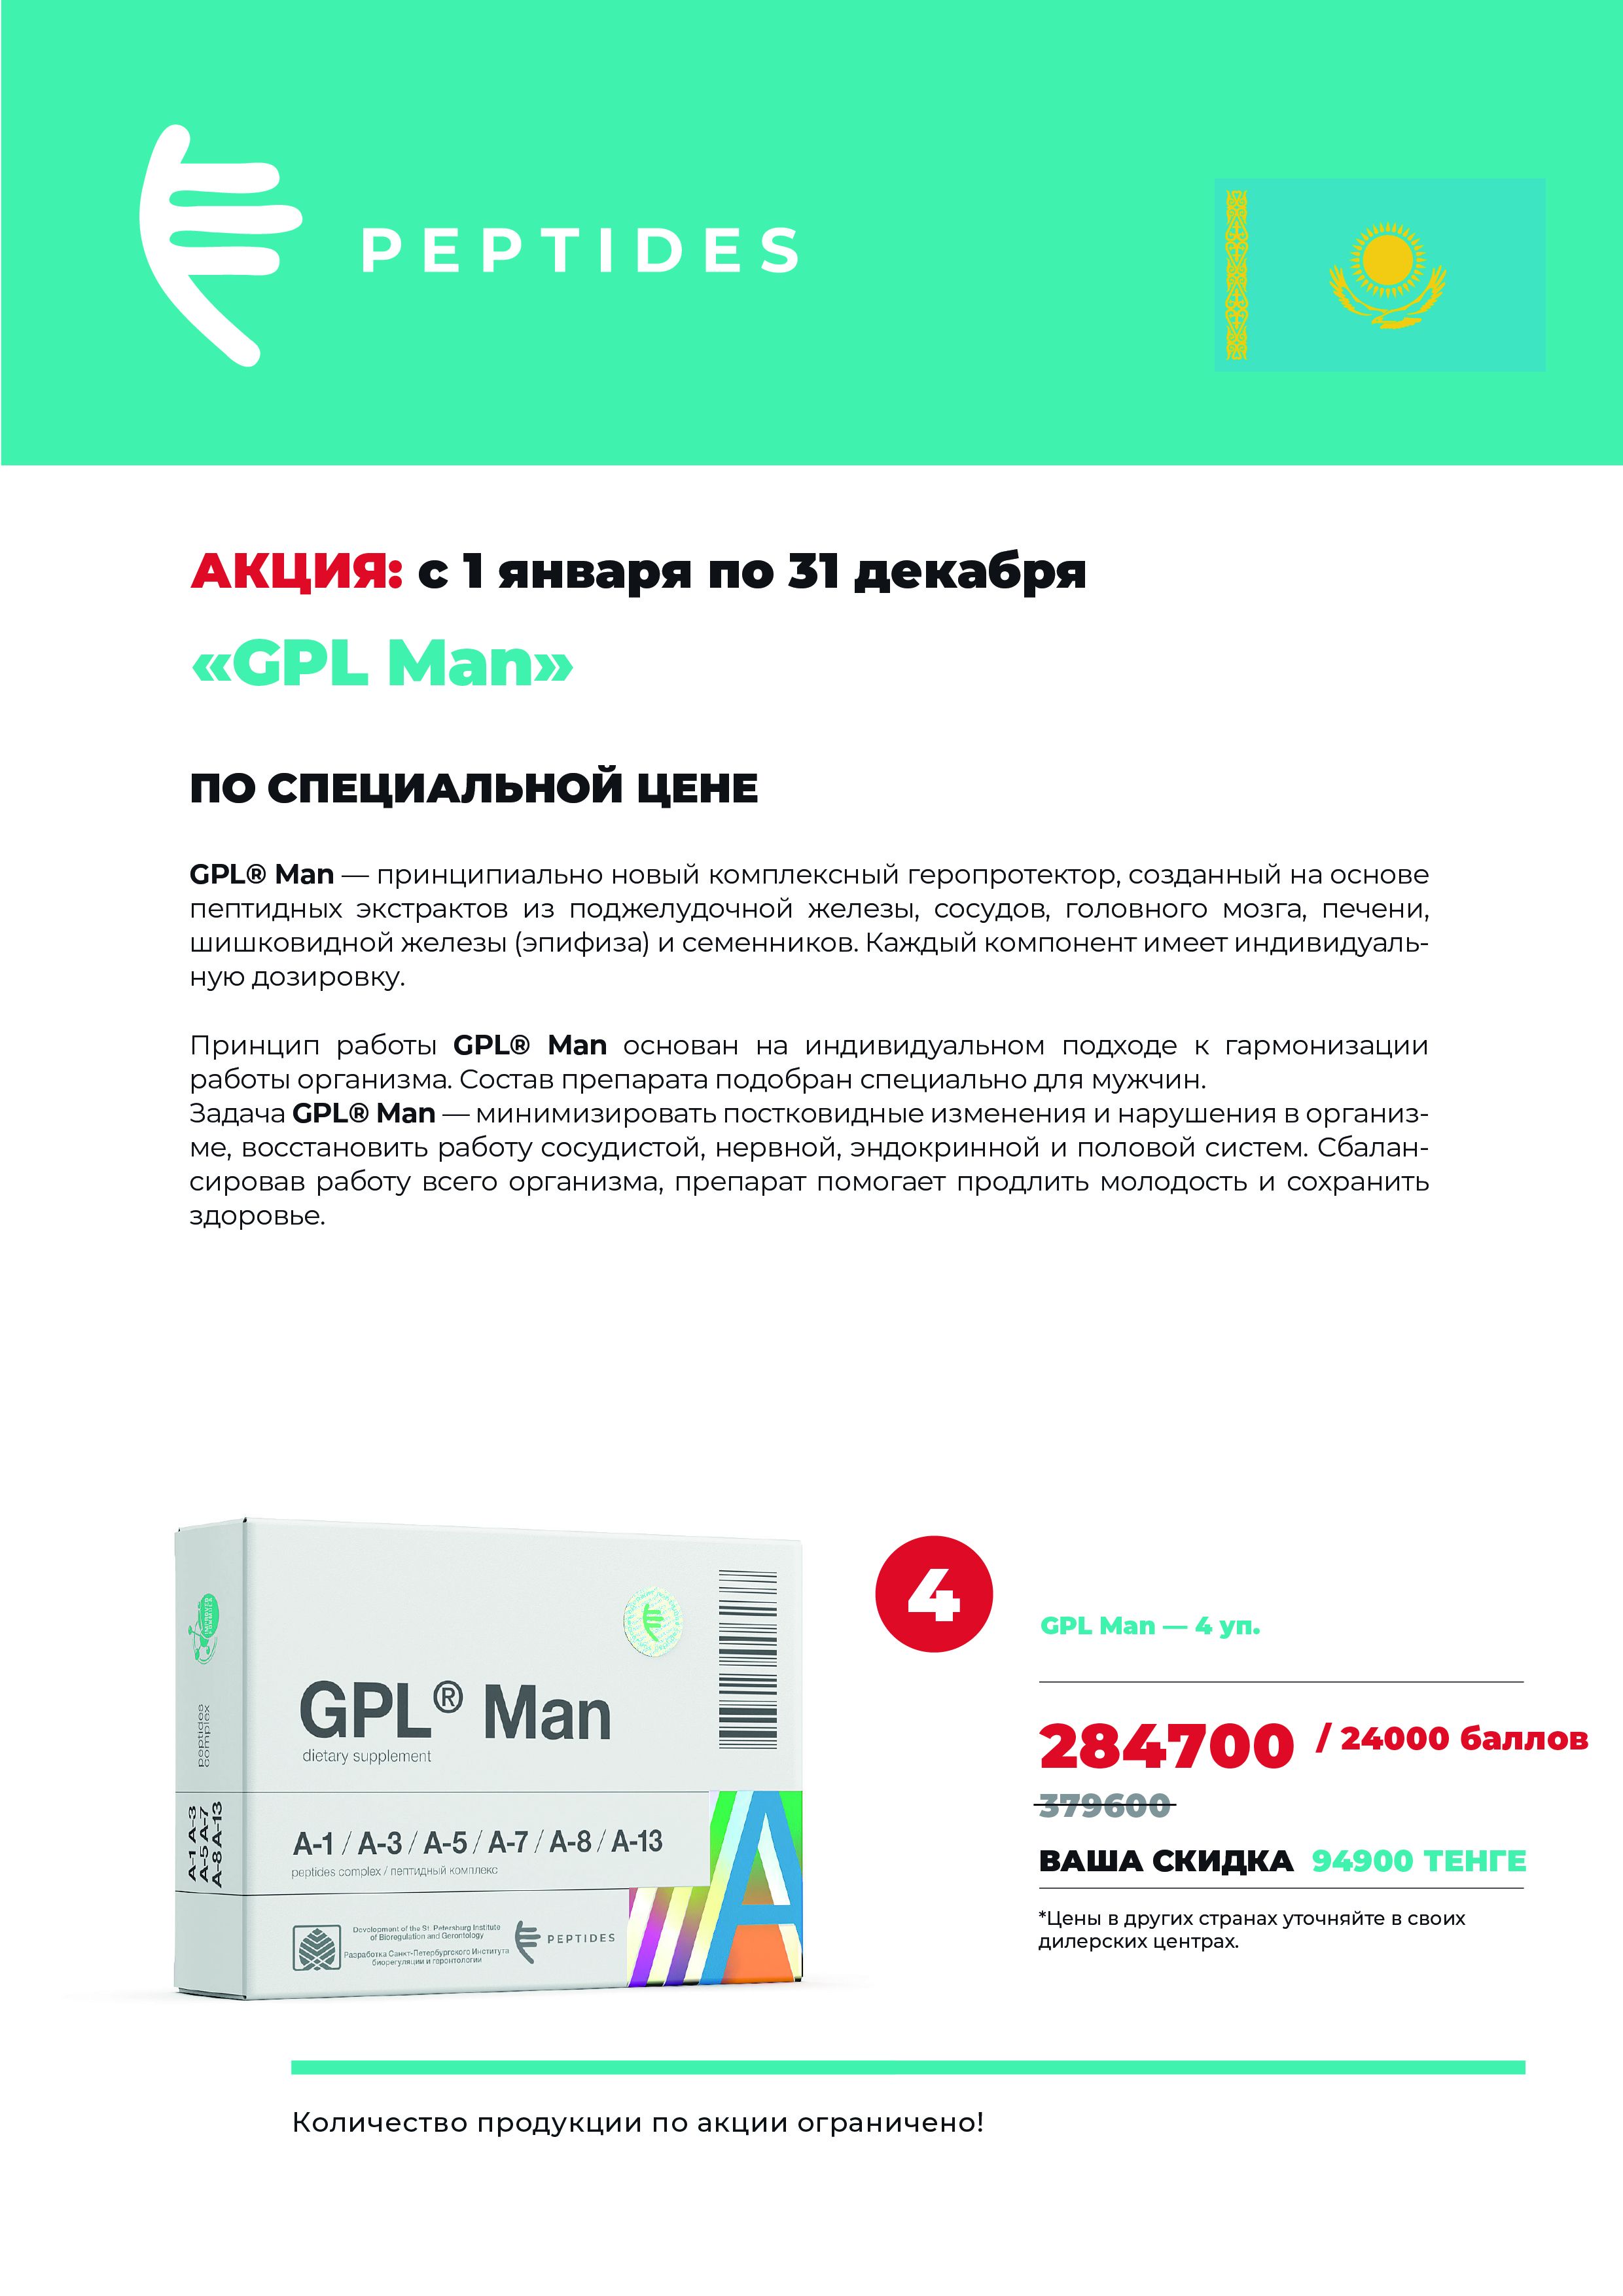 PEPTIDES
АКЦИЯ: с 1 января по 31 декабря
«GPL Man»
ПО СПЕЦИАЛЬНОЙ ЦЕНЕ
GPL® Man — принципиально новый комплексный геропротектор, созданный на основе
пептидных экстрактов из поджелудочной железы, сосудов, головного мозга, печени,
шишковидной железы (эпифиза) и семенников. Каждый компонент имеет индивидуаль-
ную дозировку.
Принцип работы GPL® Man основан на индивидуальном подходе к гармонизации
работы организма. Состав препарата подобран специально для мужчин.
Задача GPL® Man — минимизировать постковидные изменения и нарушения в организ-
ме, восстановить работу сосудистой, нервной, эндокринной и половой систем. Сбалан-
сировав работу всего организма, препарат помогает продлить молодость и сохранить
здоровье.
peptides
complex
A-1 A-3
A-5 A-7
A-8 A-13
GPL® Man
dietary supplement
A-1 / A-3 / A-5 / A-7 / A-8 / A-13
peptides complex / пептидный комплекс
Development of the St. Petersburg Institute
of Bioregulation and Gerontology
Разработка Санкт-Петербургского Института
биорегуляции и геронтологии
PEPTIDES
A
4
GPL Man — 4 уп.
284700 / 24000 баллов
379600
ВАША СКИДКА 94900 ТЕНГЕ
*Цены в других странах уточняйте в своих
дилерских центрах.
Количество продукции по акции ограничено!